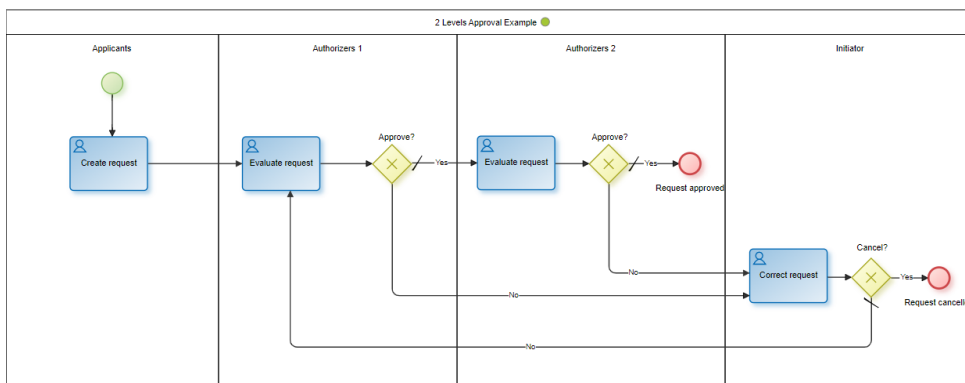 2 Levels Approval Example
Applicants
Authorizers 1
Authorizers 2
Initiator
Create request
Evaluate request
Approve?
Yes
Evaluate request
Approve?
Yes
Request approved
No
No
Correct request
Cancel?
Yes
Request cancelle
No